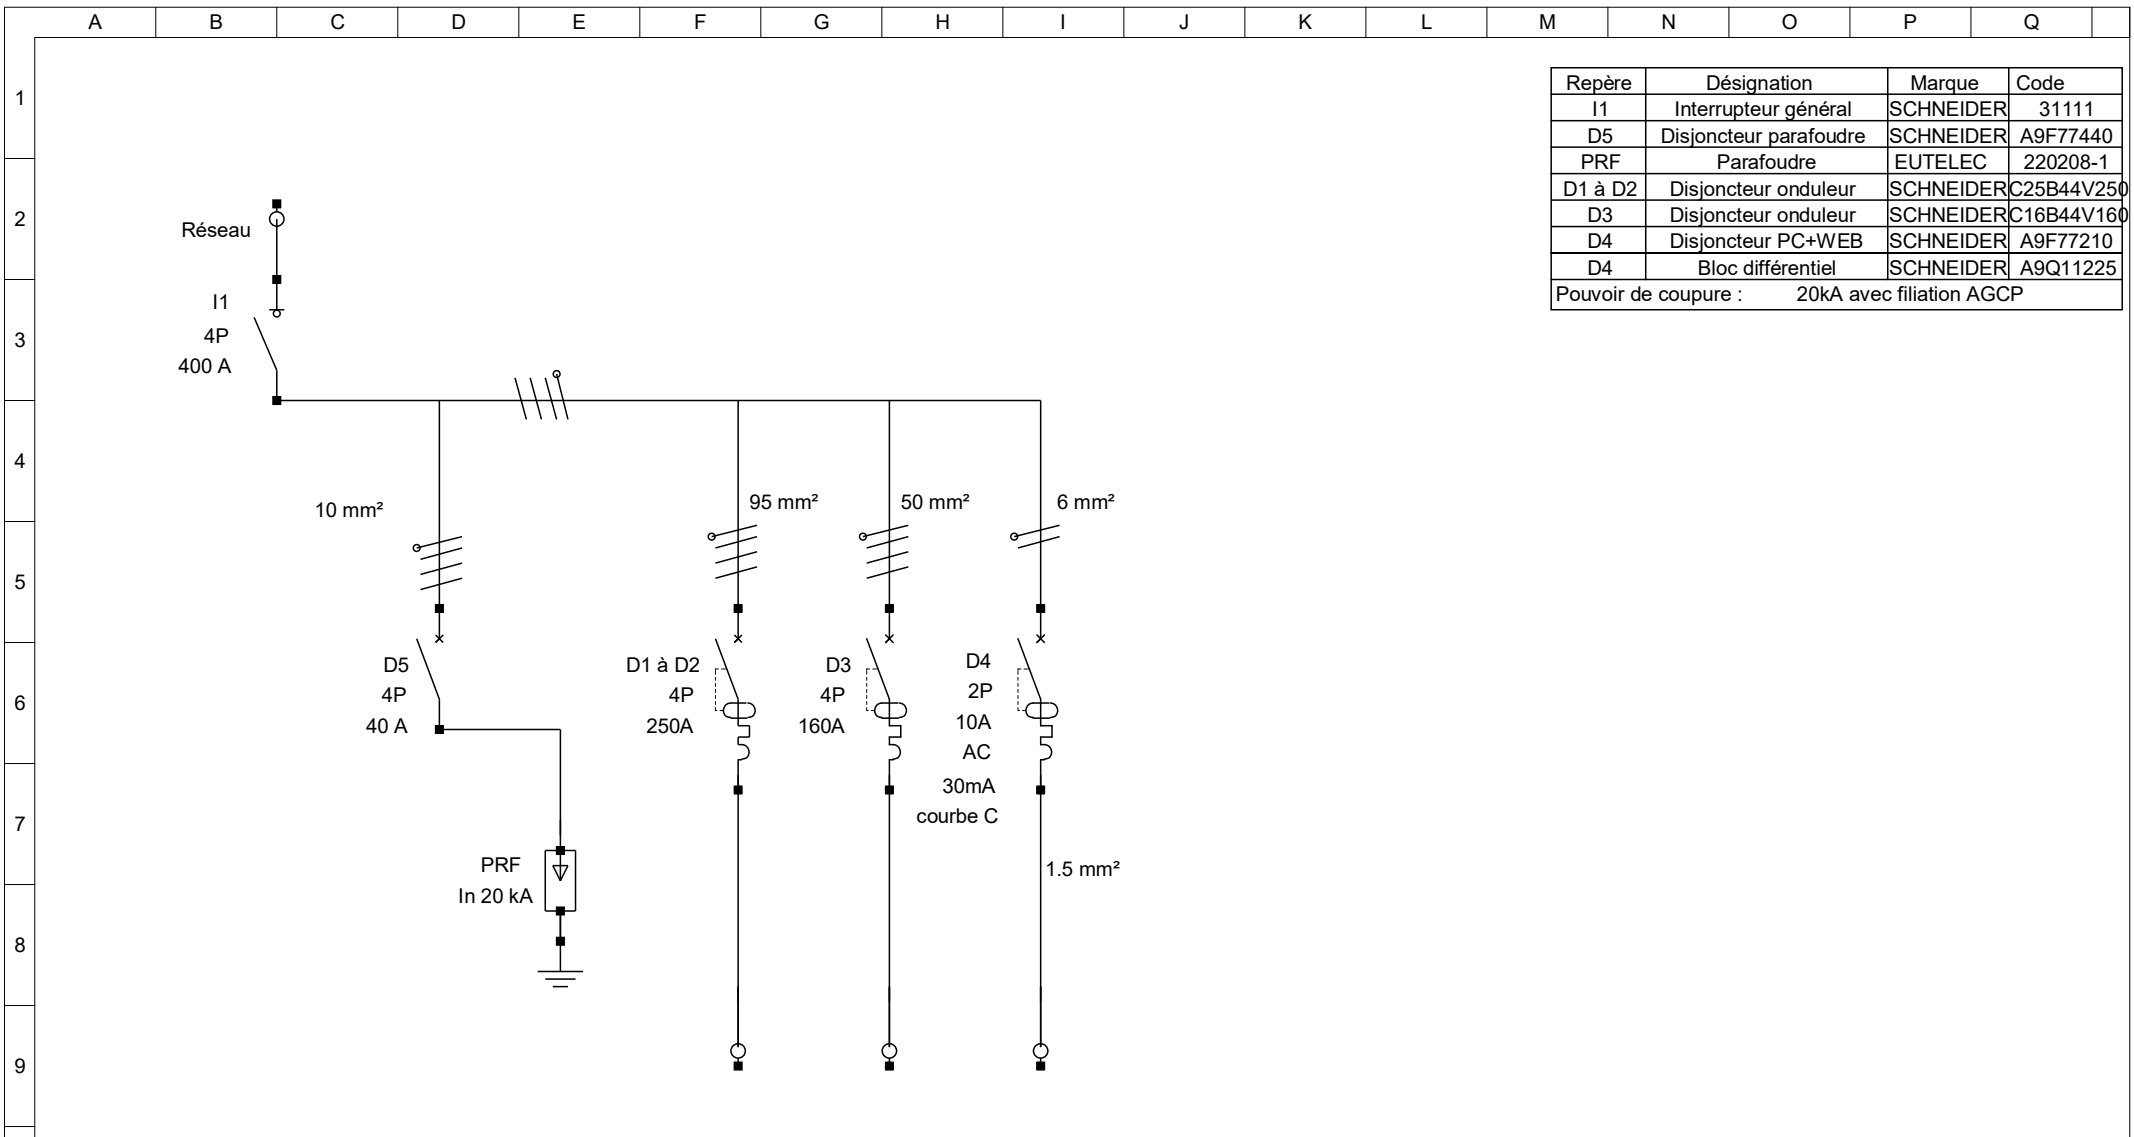 A B C D E F G H I J K L M N O P Q
1
2
3
4
5
6
7
8
9
Repère Désignation Marque Code
I1 Interrupteur général SCHNEIDER 31111
D5 Disjoncteur parafoudre SCHNEIDER A9F77440
PRF Parafoudre EUTELEC 220208-1
D1 à D2 Disjoncteur onduleur SCHNEIDER C25B44V250
D3 Disjoncteur onduleur SCHNEIDER C16B44V160
D4 Disjoncteur PC+WEB SCHNEIDER A9F77210
D4 Bloc différentiel SCHNEIDER A9Q11225
Pouvoir de coupure : 20kA avec filiation AGCP
Réseau
I1
4P
400 A
10 mm²
95 mm²
50 mm²
6 mm²
D5
4P
40 A
D1 à D2
4P
250A
D3
4P
160A
D4
2P
10A
AC
30mA
courbe C
PRF
In 20 kA
1.5 mm²